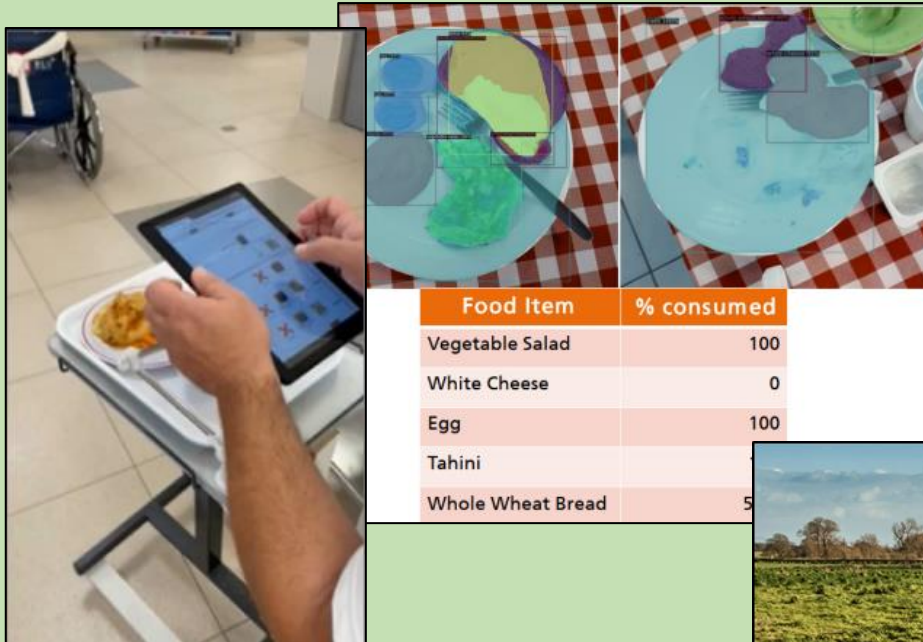 Food Item % consumed
Vegetable Salad 100
White Cheese 0
Egg 100
Tahini
Whole Wheat Bread